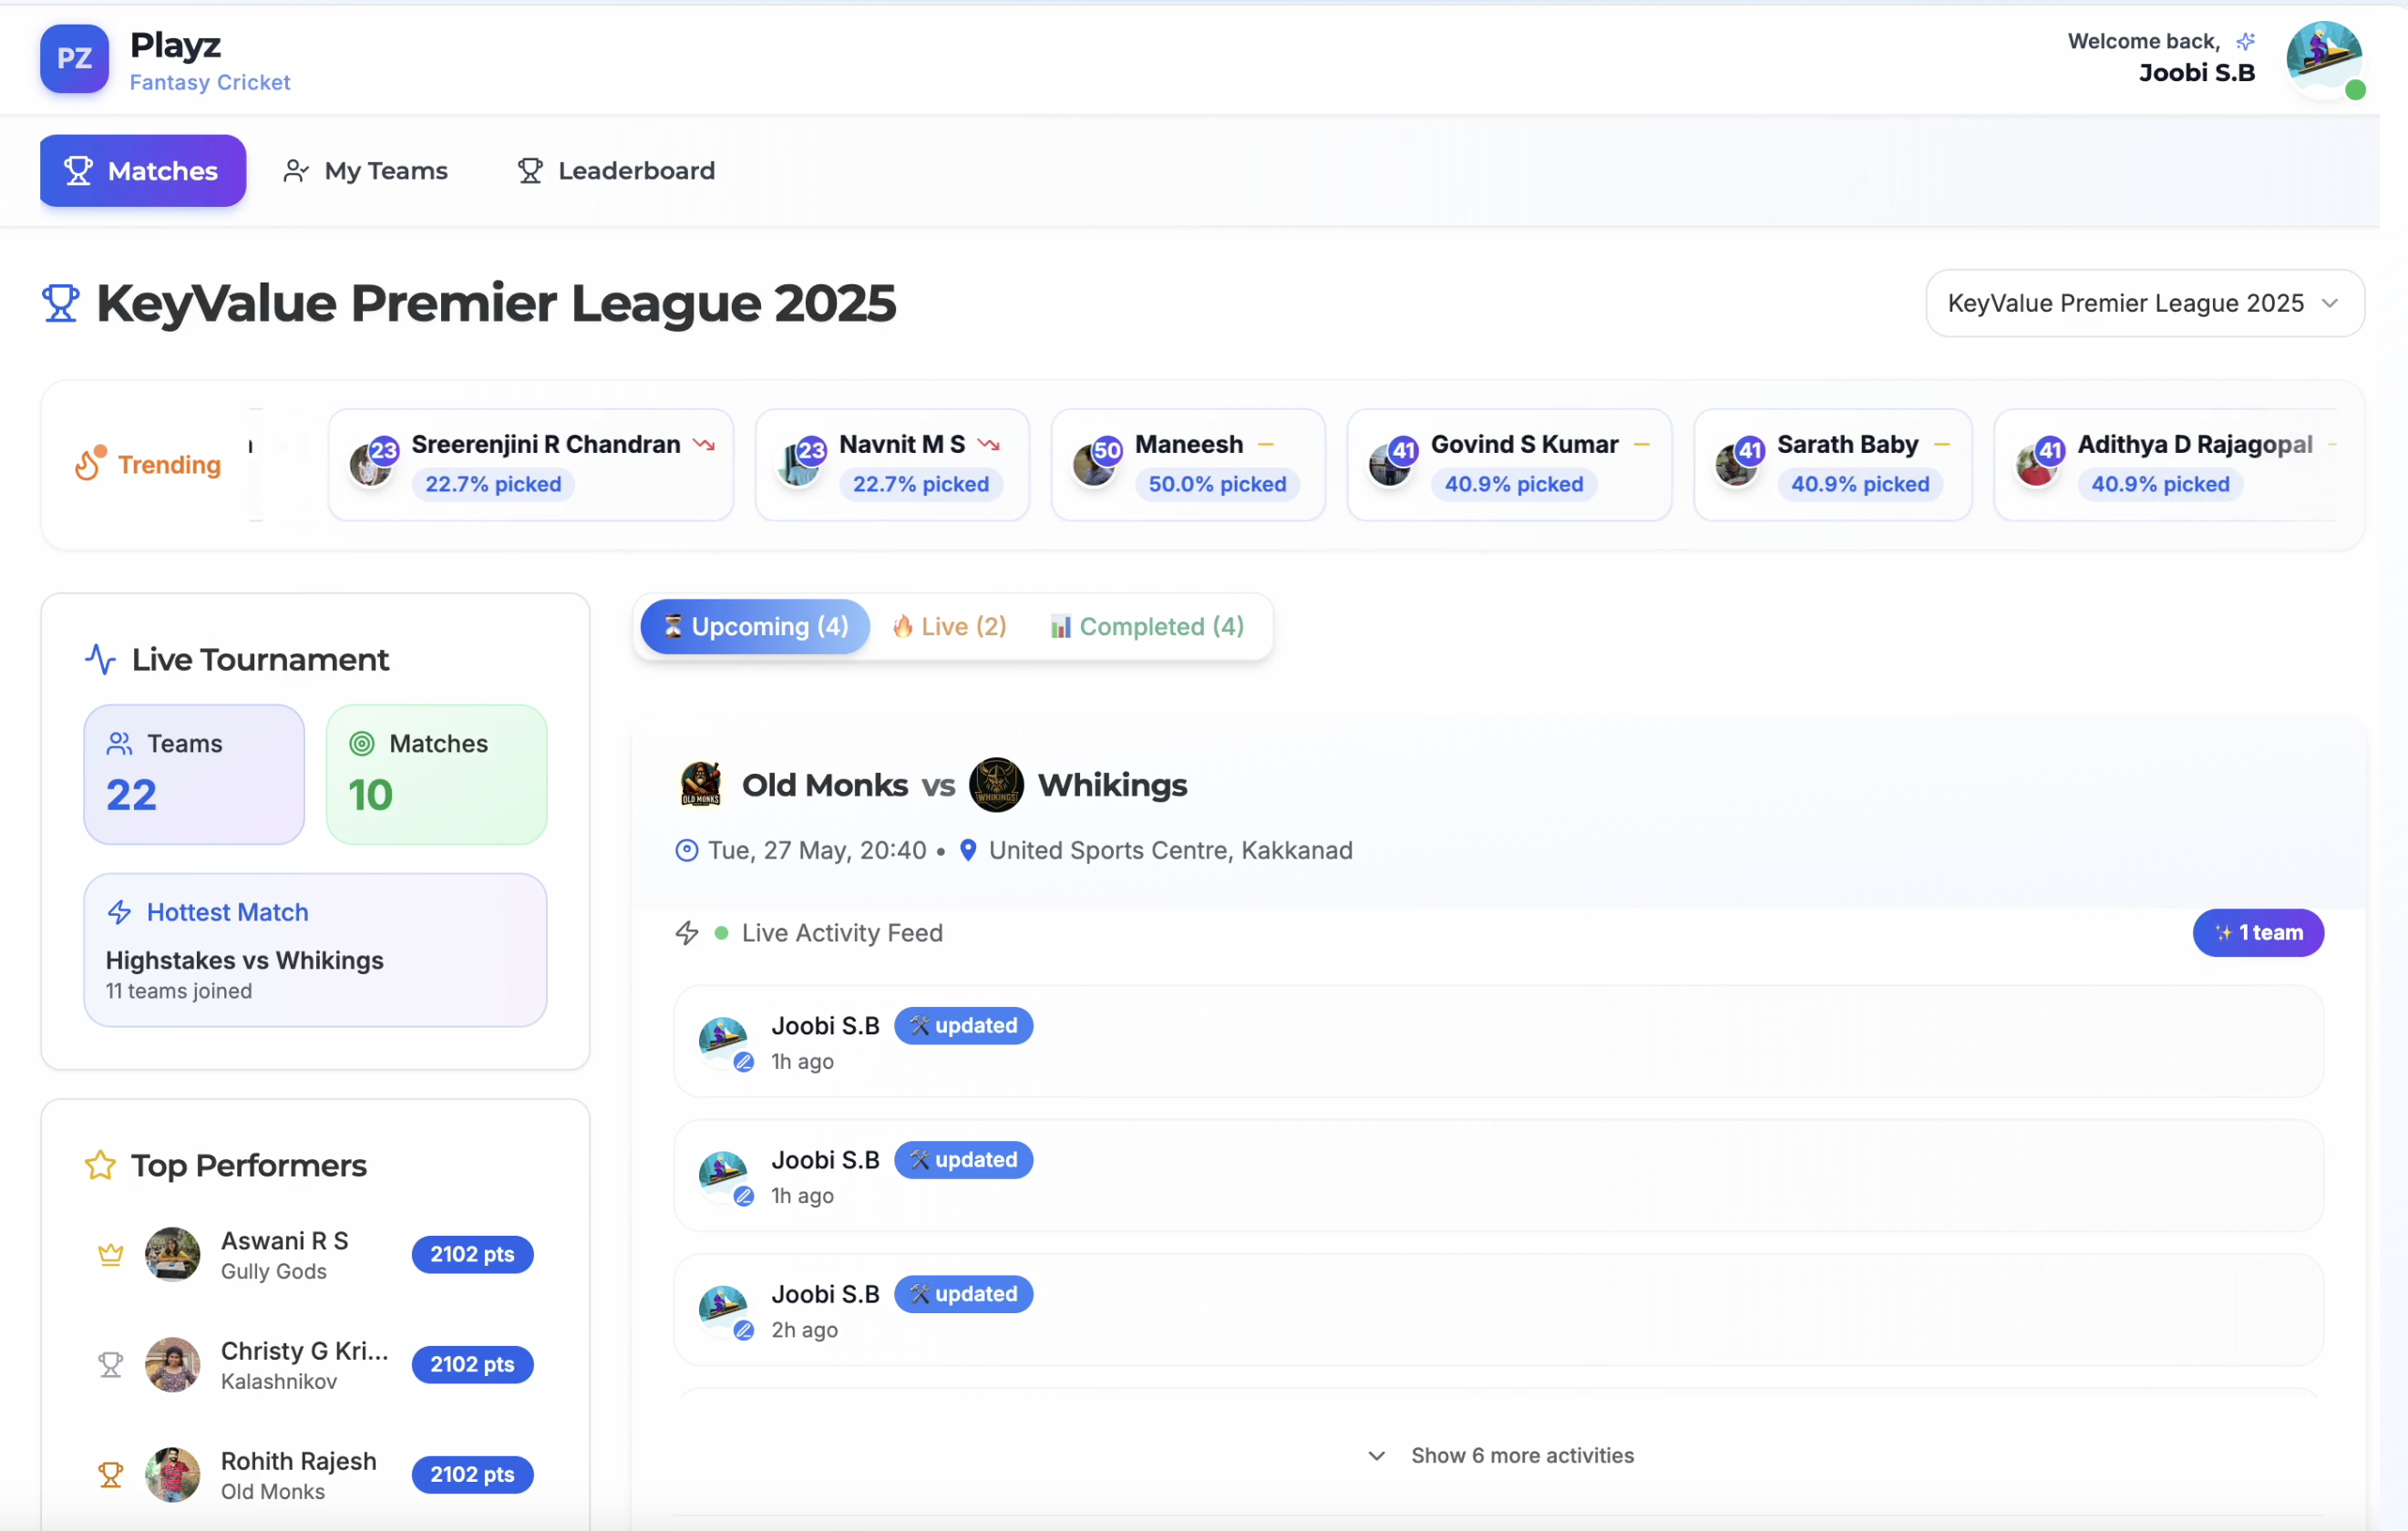 PZ
Playz
Fantasy Cricket
Welcome back,
Joobi S.B
Matches
My Teams
Leaderboard
KeyValue Premier League 2025
KeyValue Premier League 2025
Trending
23
Sreerenjini R Chandran
22.7% picked
23
Navnit M S
22.7% picked
50
Maneesh
50.0% picked
41
Govind S Kumar
40.9% picked
41
Sarath Baby
40.9% picked
41
Adithya D Rajagopal
40.9% picked
Live Tournament
Teams
22
Matches
10
Hottest Match
Highstakes vs Whikings
11 teams joined
Top Performers
Aswani R S
Gully Gods
2102 pts
Christy G Kri...
Kalashnikov
2102 pts
Rohith Rajesh
Old Monks
2102 pts
Upcoming (4)
Live (2)
Completed (4)
OLD MONKS
Old Monks vs
WHIKINGS
Whikings
Tue, 27 May, 20:40 • United Sports Centre, Kakkanad
Live Activity Feed
1 team
Joobi S.B updated
1h ago
Joobi S.B updated
1h ago
Joobi S.B updated
2h ago
Show 6 more activities